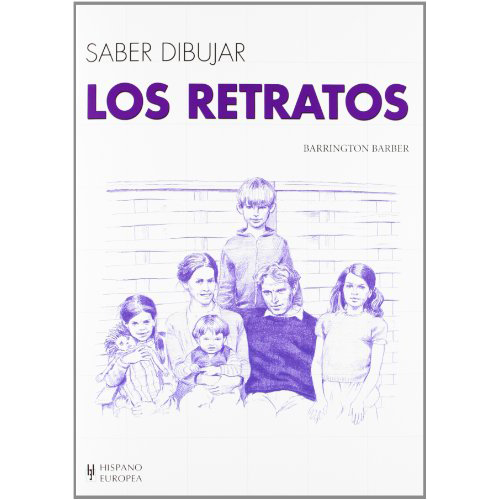 SABER DIBUJAR
LOS RETRATOS
BARRINGTON BARBER
HISPANO
EUROPEA